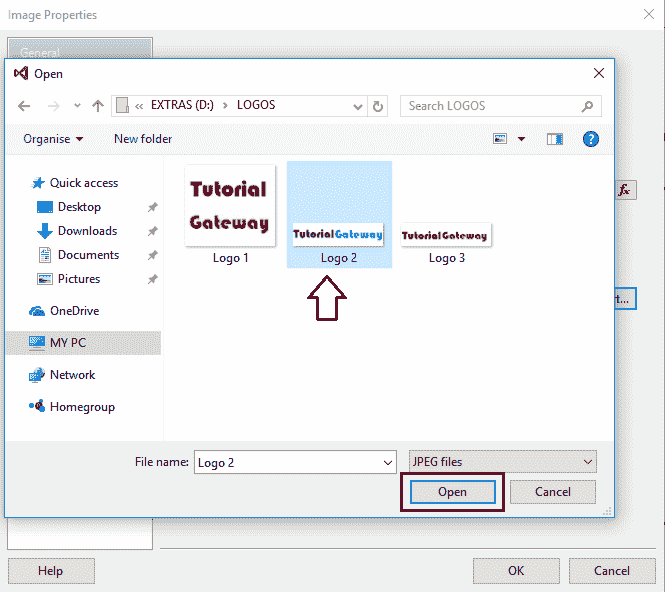 Image Properties
General
Open
« EXTRAS (D:) > LOGOS
Search LOGOS
Organise
New folder
?
Quick access
Desktop
Downloads
Documents
Pictures
OneDrive
MY PC
Network
Homegroup
Tutorial
Gateway
Logo 1
TutorialGateway
Logo 2
TutorialGateway
Logo 3
fx
t...
File name:
Logo 2
JPEG files
Open
Cancel
Help
OK
Cancel